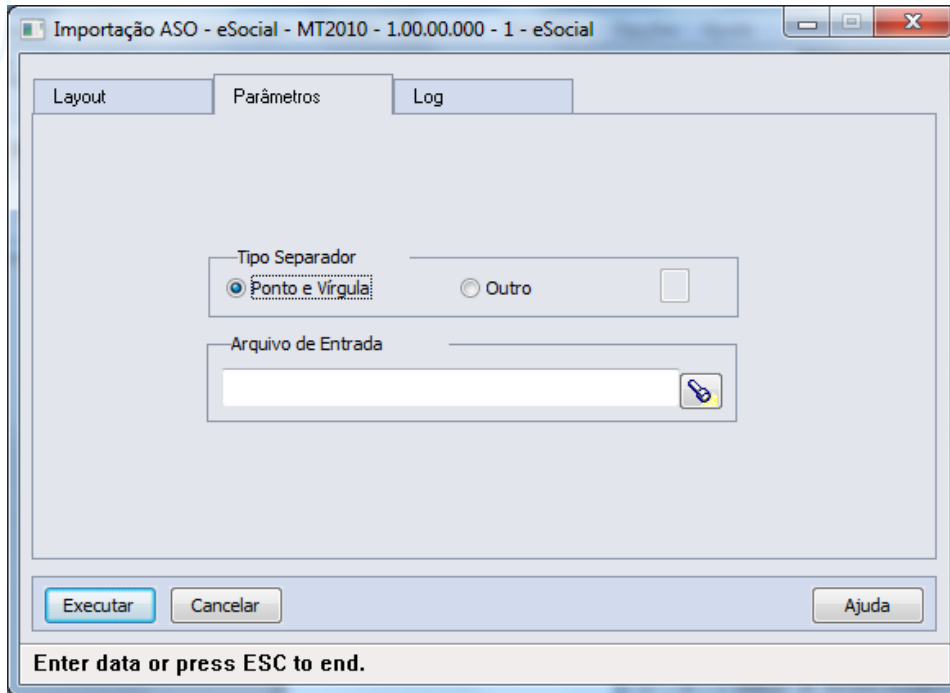 Importação ASO - eSocial - MT2010 - 1.00.00.000 - 1 - eSocial
Layout Parâmetros Log
Tipo Separador
Ponto e Vírgula Outro
Arquivo de Entrada
Executar Cancelar Ajuda
Enter data or press ESC to end.